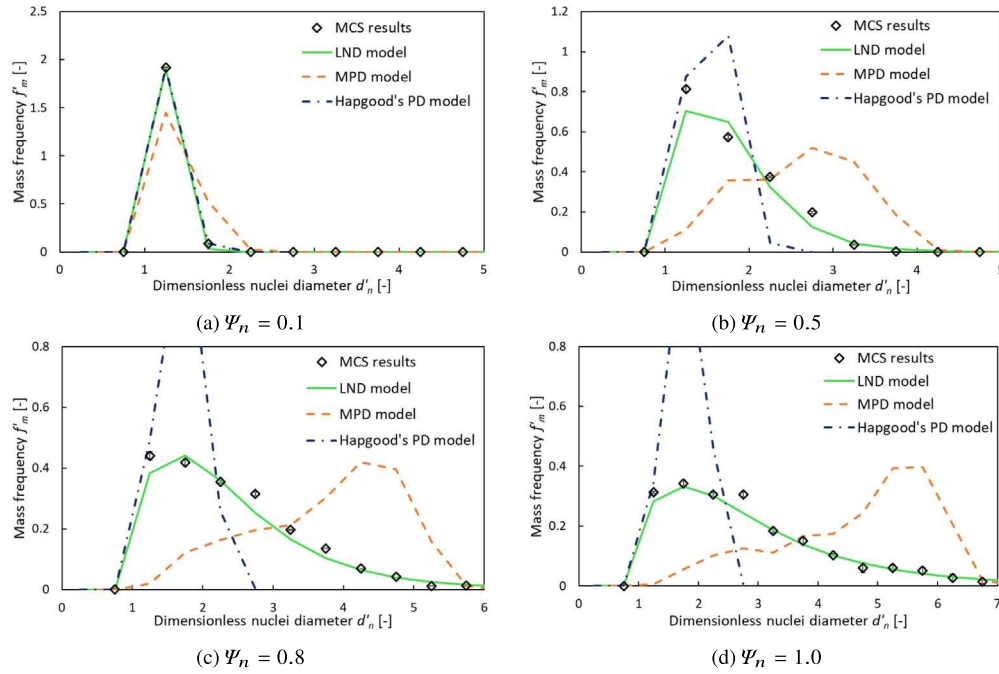 2.5
2
1.5
1
0.5
0
Mass frequency f'm [-]
MCS results
LND model
MPD model
Hapgood's PD model
0 1 2 3 4 5
Dimensionless nuclei diameter d'n [-]
(a) Ψn = 0.1
1.2
1
0.8
0.6
0.4
0.2
0
Mass frequency f'm [-]
MCS results
LND model
MPD model
Hapgood's PD model
0 1 2 3 4 5
Dimensionless nuclei diameter d'n [-]
(b) Ψn = 0.5
0.8
0.6
0.4
0.2
0
Mass frequency f'm [-]
MCS results
LND model
MPD model
Hapgood's PD model
0 1 2 3 4 5 6
Dimensionless nuclei diameter d'n [-]
(c) Ψn = 0.8
0.8
0.6
0.4
0.2
0
Mass frequency f'm [-]
MCS results
LND model
MPD model
Hapgood's PD model
0 1 2 3 4 5 6 7
Dimensionless nuclei diameter d'n [-]
(d) Ψn = 1.0